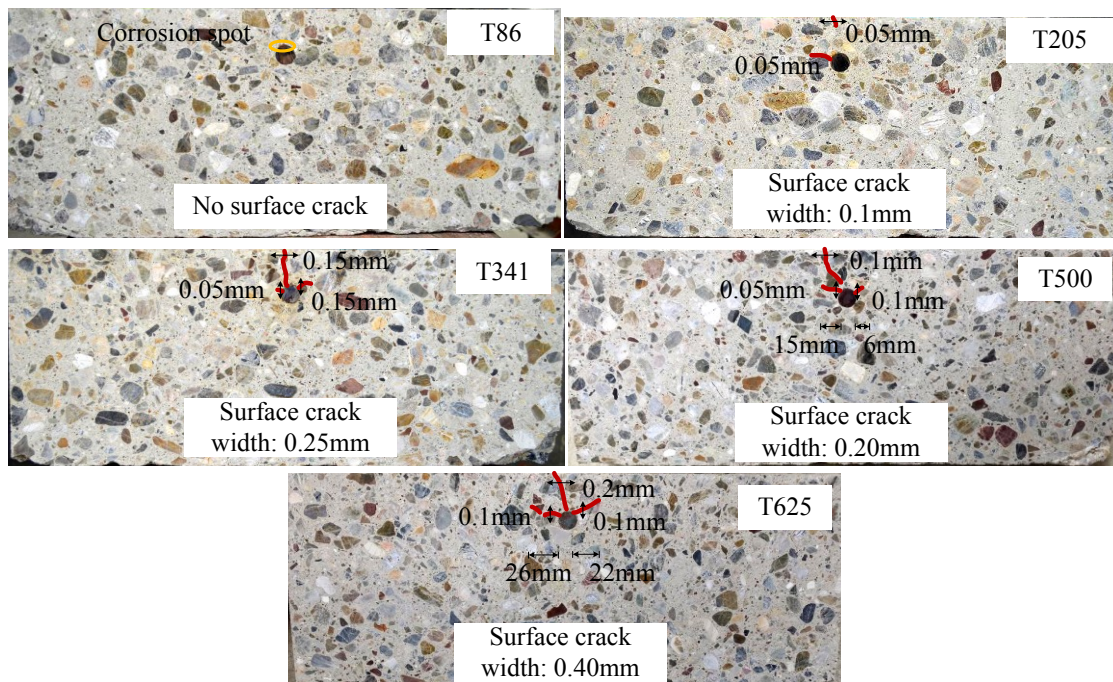 Corrosion spot
T86
No surface crack
0.05mm
T205
0.05mm
Surface crack
width: 0.1mm
0.15mm
T341
0.05mm
0.15mm
Surface crack
width: 0.25mm
0.1mm
T500
0.05mm
0.1mm
15mm
6mm
Surface crack
width: 0.20mm
0.2mm
T625
0.1mm
0.1mm
26mm
22mm
Surface crack
width: 0.40mm